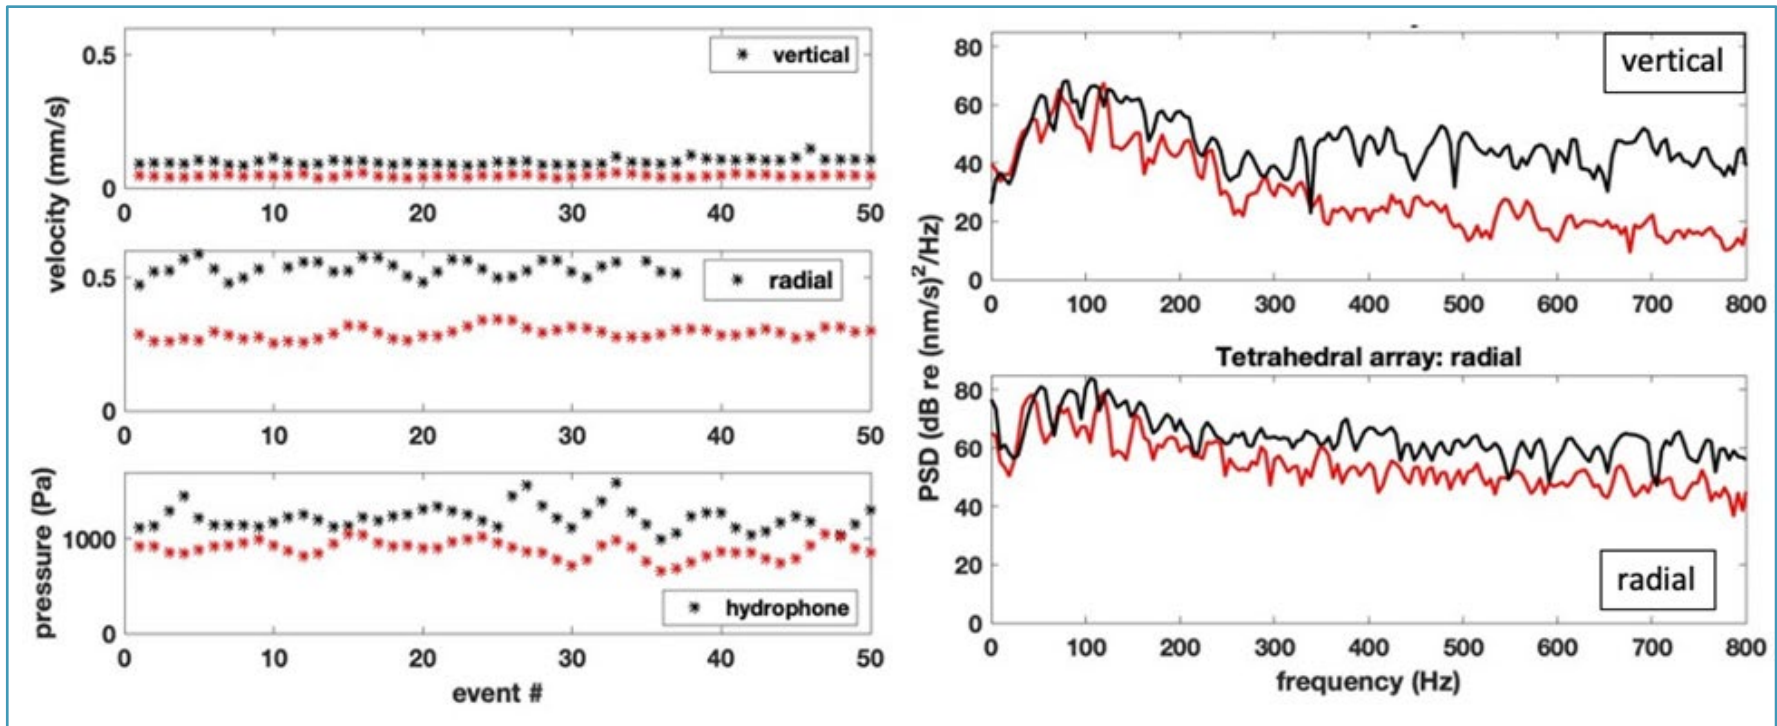 0.5
vertical
0
0 10 20 30 40 50
velocity (mm/s)
0.5
radial
0
0 10 20 30 40 50
1000
hydrophone
0
0 10 20 30 40 50
pressure (Pa)
event #
80
60
40
20
0
vertical
0 100 200 300 400 500 600 700 800
PSD (dB re (nm/s)²/Hz)
Tetrahedral array: radial
80
60
40
20
0
radial
0 100 200 300 400 500 600 700 800
frequency (Hz)